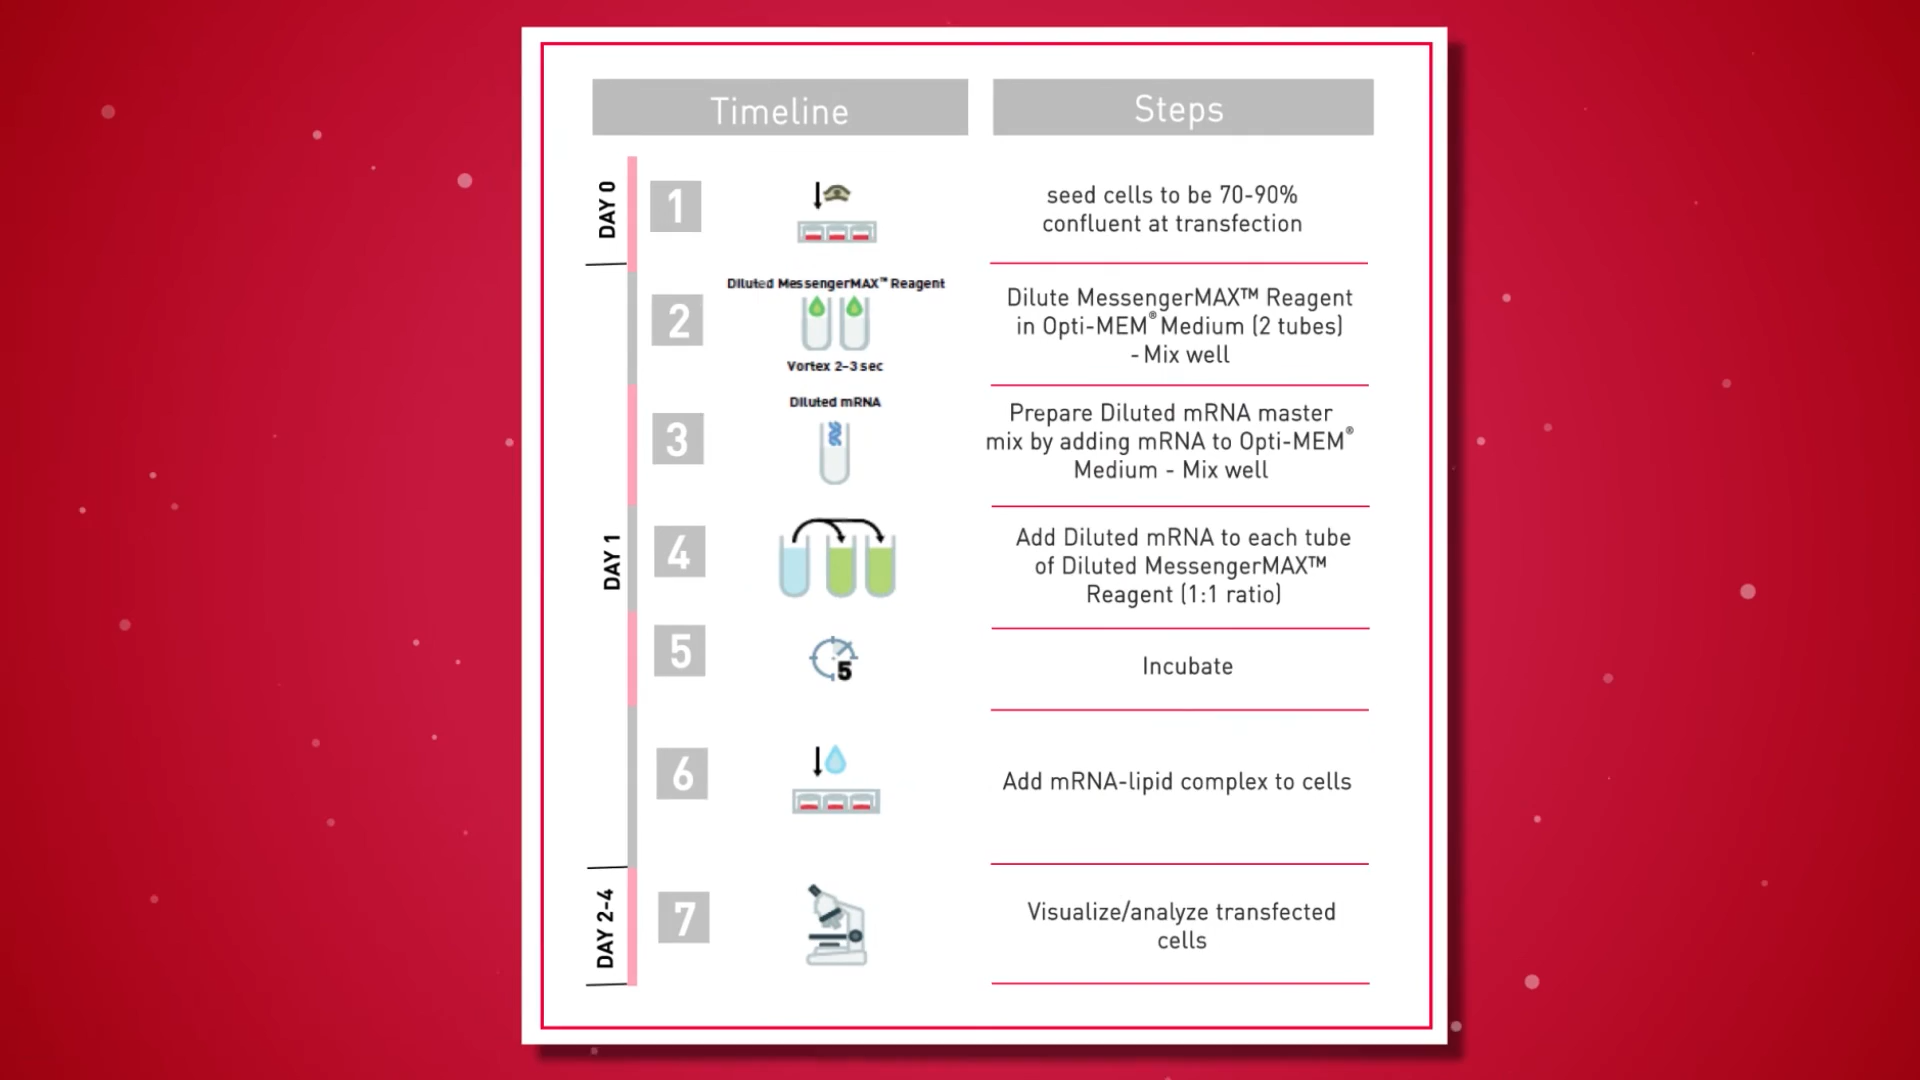 Timeline
Steps
DAY 0
1
seed cells to be 70-90%
confluent at transfection
DAY 1
2
Diluted MessengerMAX™ Reagent
Vortex 2-3 sec
Dilute MessengerMAX™ Reagent
in Opti-MEM® Medium (2 tubes)
- Mix well
3
Diluted mRNA
Prepare Diluted mRNA master
mix by adding mRNA to Opti-MEM®
Medium - Mix well
4
Add Diluted mRNA to each tube
of Diluted MessengerMAX™
Reagent (1:1 ratio)
5
5
Incubate
6
Add mRNA-lipid complex to cells
DAY 2-4
7
Visualize/analyze transfected
cells